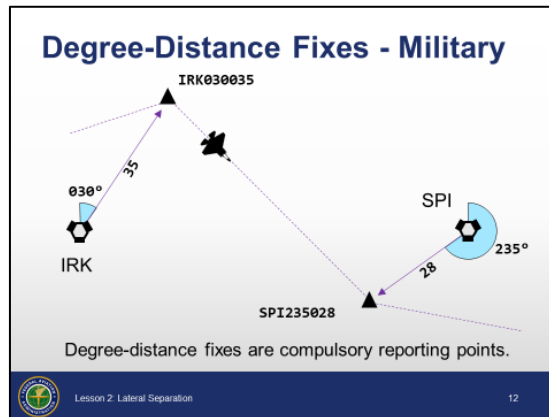 Degree-Distance Fixes - Military
IRK030035
35
030°
IRK
SPI
235°
28
SPI235028
Degree-distance fixes are compulsory reporting points.
Lesson 2: Lateral Separation
12